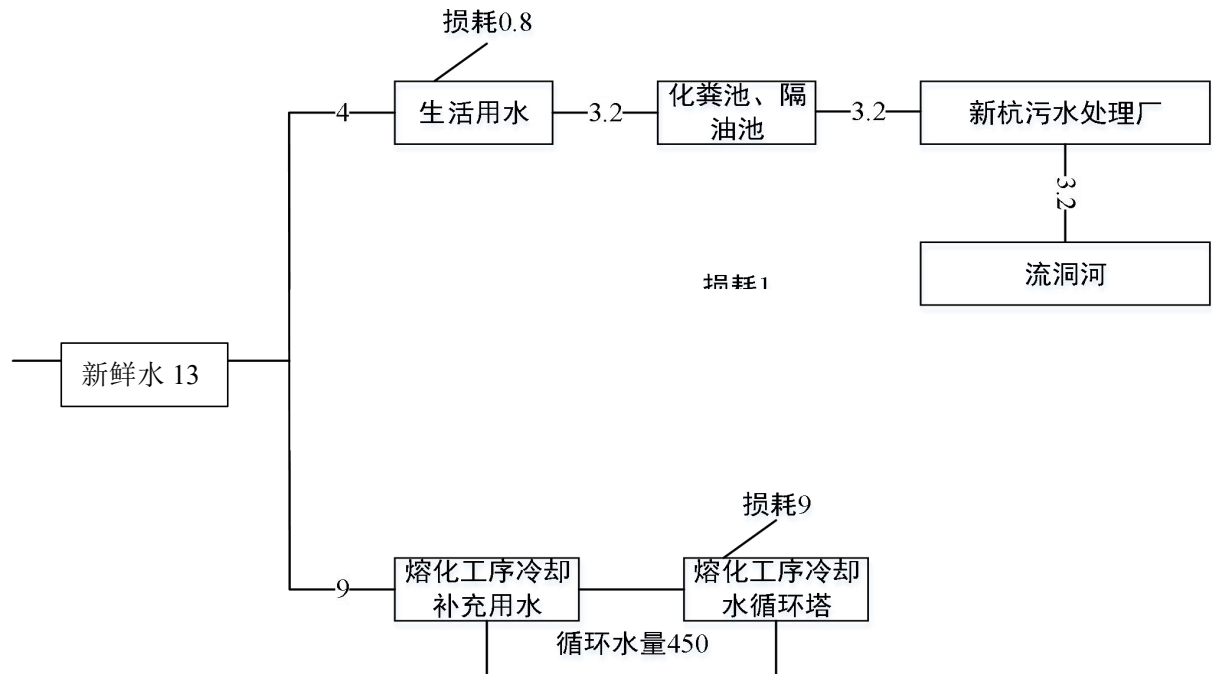 损耗0.8
4
生活用水
3.2
化粪池、隔
油池
3.2
新杭污水处理厂
3.2
流洞河
损耗1
新鲜水 13
损耗9
9
熔化工序冷却
补充用水
熔化工序冷却
水循环塔
循环水量450